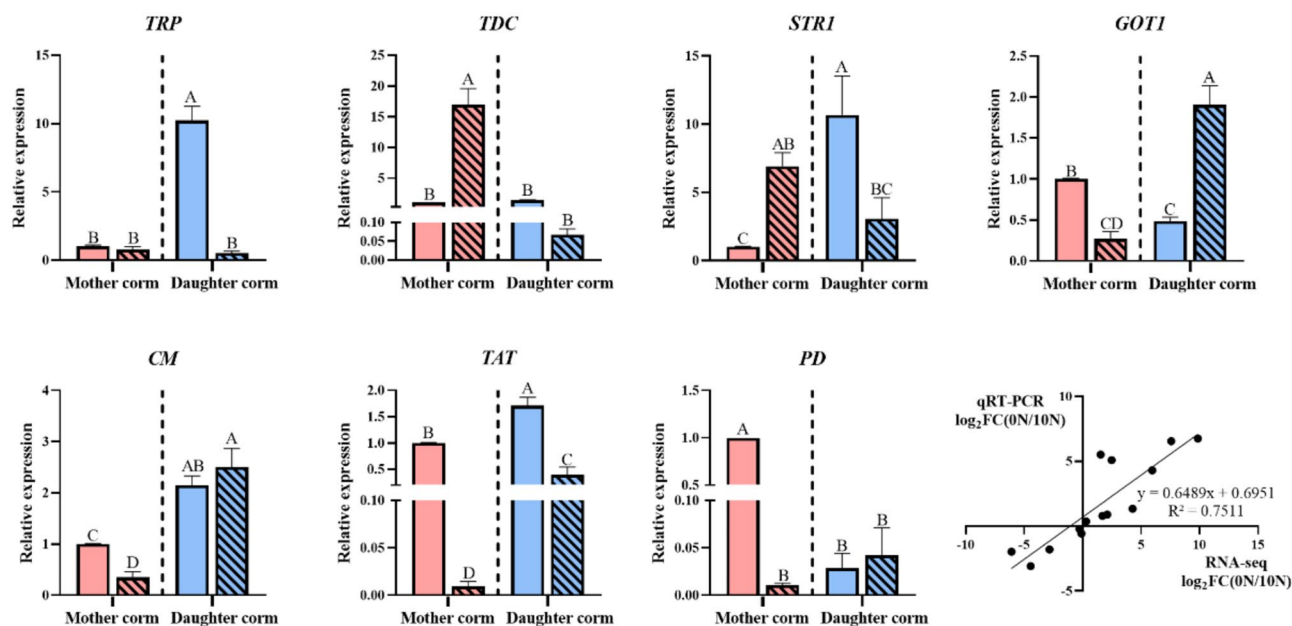 TRP
Relative expression
15
10
5
0
B
B
A
B
Mother corm
Daughter corm
TDC
Relative expression
25
20
15
10
5
0.10
0.05
0.00
B
A
B
B
Mother corm
Daughter corm
STR1
Relative expression
15
10
5
0
C
AB
A
BC
Mother corm
Daughter corm
GOT1
Relative expression
2.5
2.0
1.5
1.0
0.5
0.0
B
CD
C
A
Mother corm
Daughter corm
CM
Relative expression
4
3
2
1
0
C
D
AB
A
Mother corm
Daughter corm
TAT
Relative expression
2.0
1.5
1.0
0.5
0.10
0.00
B
D
A
C
Mother corm
Daughter corm
PD
Relative expression
1.5
1.0
0.5
0.10
0.05
0.00
A
B
B
B
Mother corm
Daughter corm
qRT-PCR
log₂FC(0N/10N)
10
5
-5
-10
-5
5
10
15
y = 0.6489x + 0.6951
R² = 0.7511
RNA-seq
log₂FC(0N/10N)